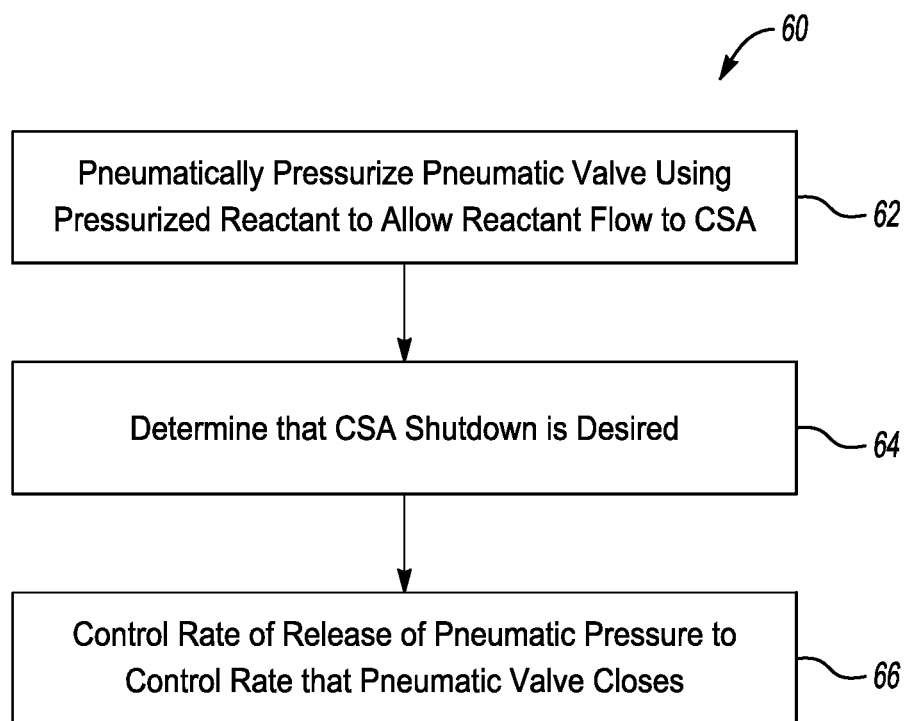 60
Pneumatically Pressurize Pneumatic Valve Using
Pressurized Reactant to Allow Reactant Flow to CSA
62
Determine that CSA Shutdown is Desired
64
Control Rate of Release of Pneumatic Pressure to
Control Rate that Pneumatic Valve Closes
66